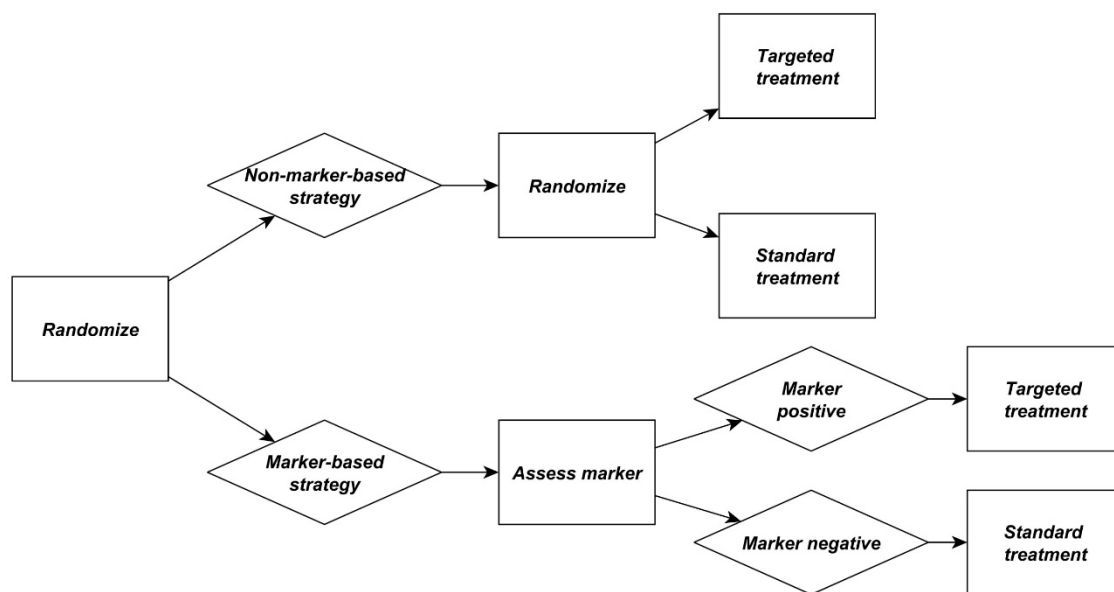 Targeted
treatment
Non-marker-based
strategy
Randomize
Standard
treatment
Randomize
Marker
positive
Targeted
treatment
Marker-based
strategy
Assess marker
Marker negative
Standard
treatment